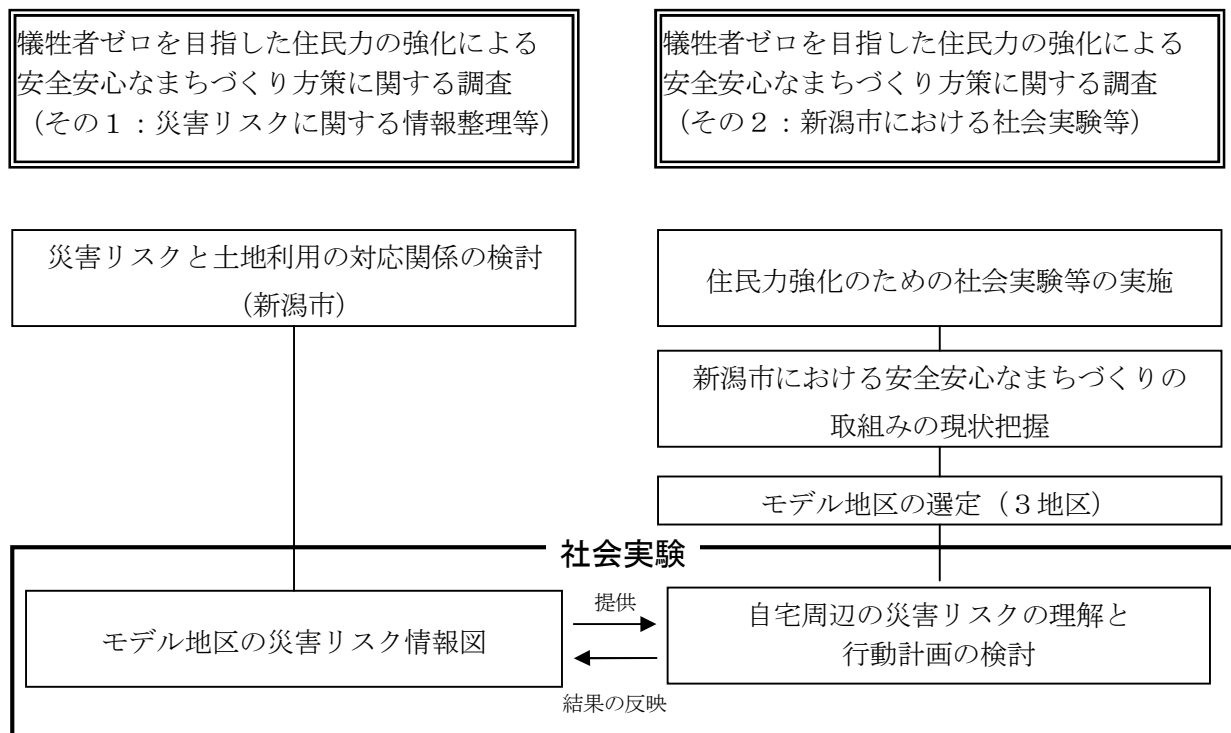 犠牲者ゼロを目指した住民力の強化による
安全安心なまちづくり方策に関する調査
（その１：災害リスクに関する情報整理等）
犠牲者ゼロを目指した住民力の強化による
安全安心なまちづくり方策に関する調査
（その２：新潟市における社会実験等）
災害リスクと土地利用の対応関係の検討
（新潟市）
住民力強化のための社会実験等の実施
新潟市における安全安心なまちづくりの
取組みの現状把握
モデル地区の選定（３地区）
社会実験
モデル地区の災害リスク情報図
提供
結果の反映
自宅周辺の災害リスクの理解と
行動計画の検討